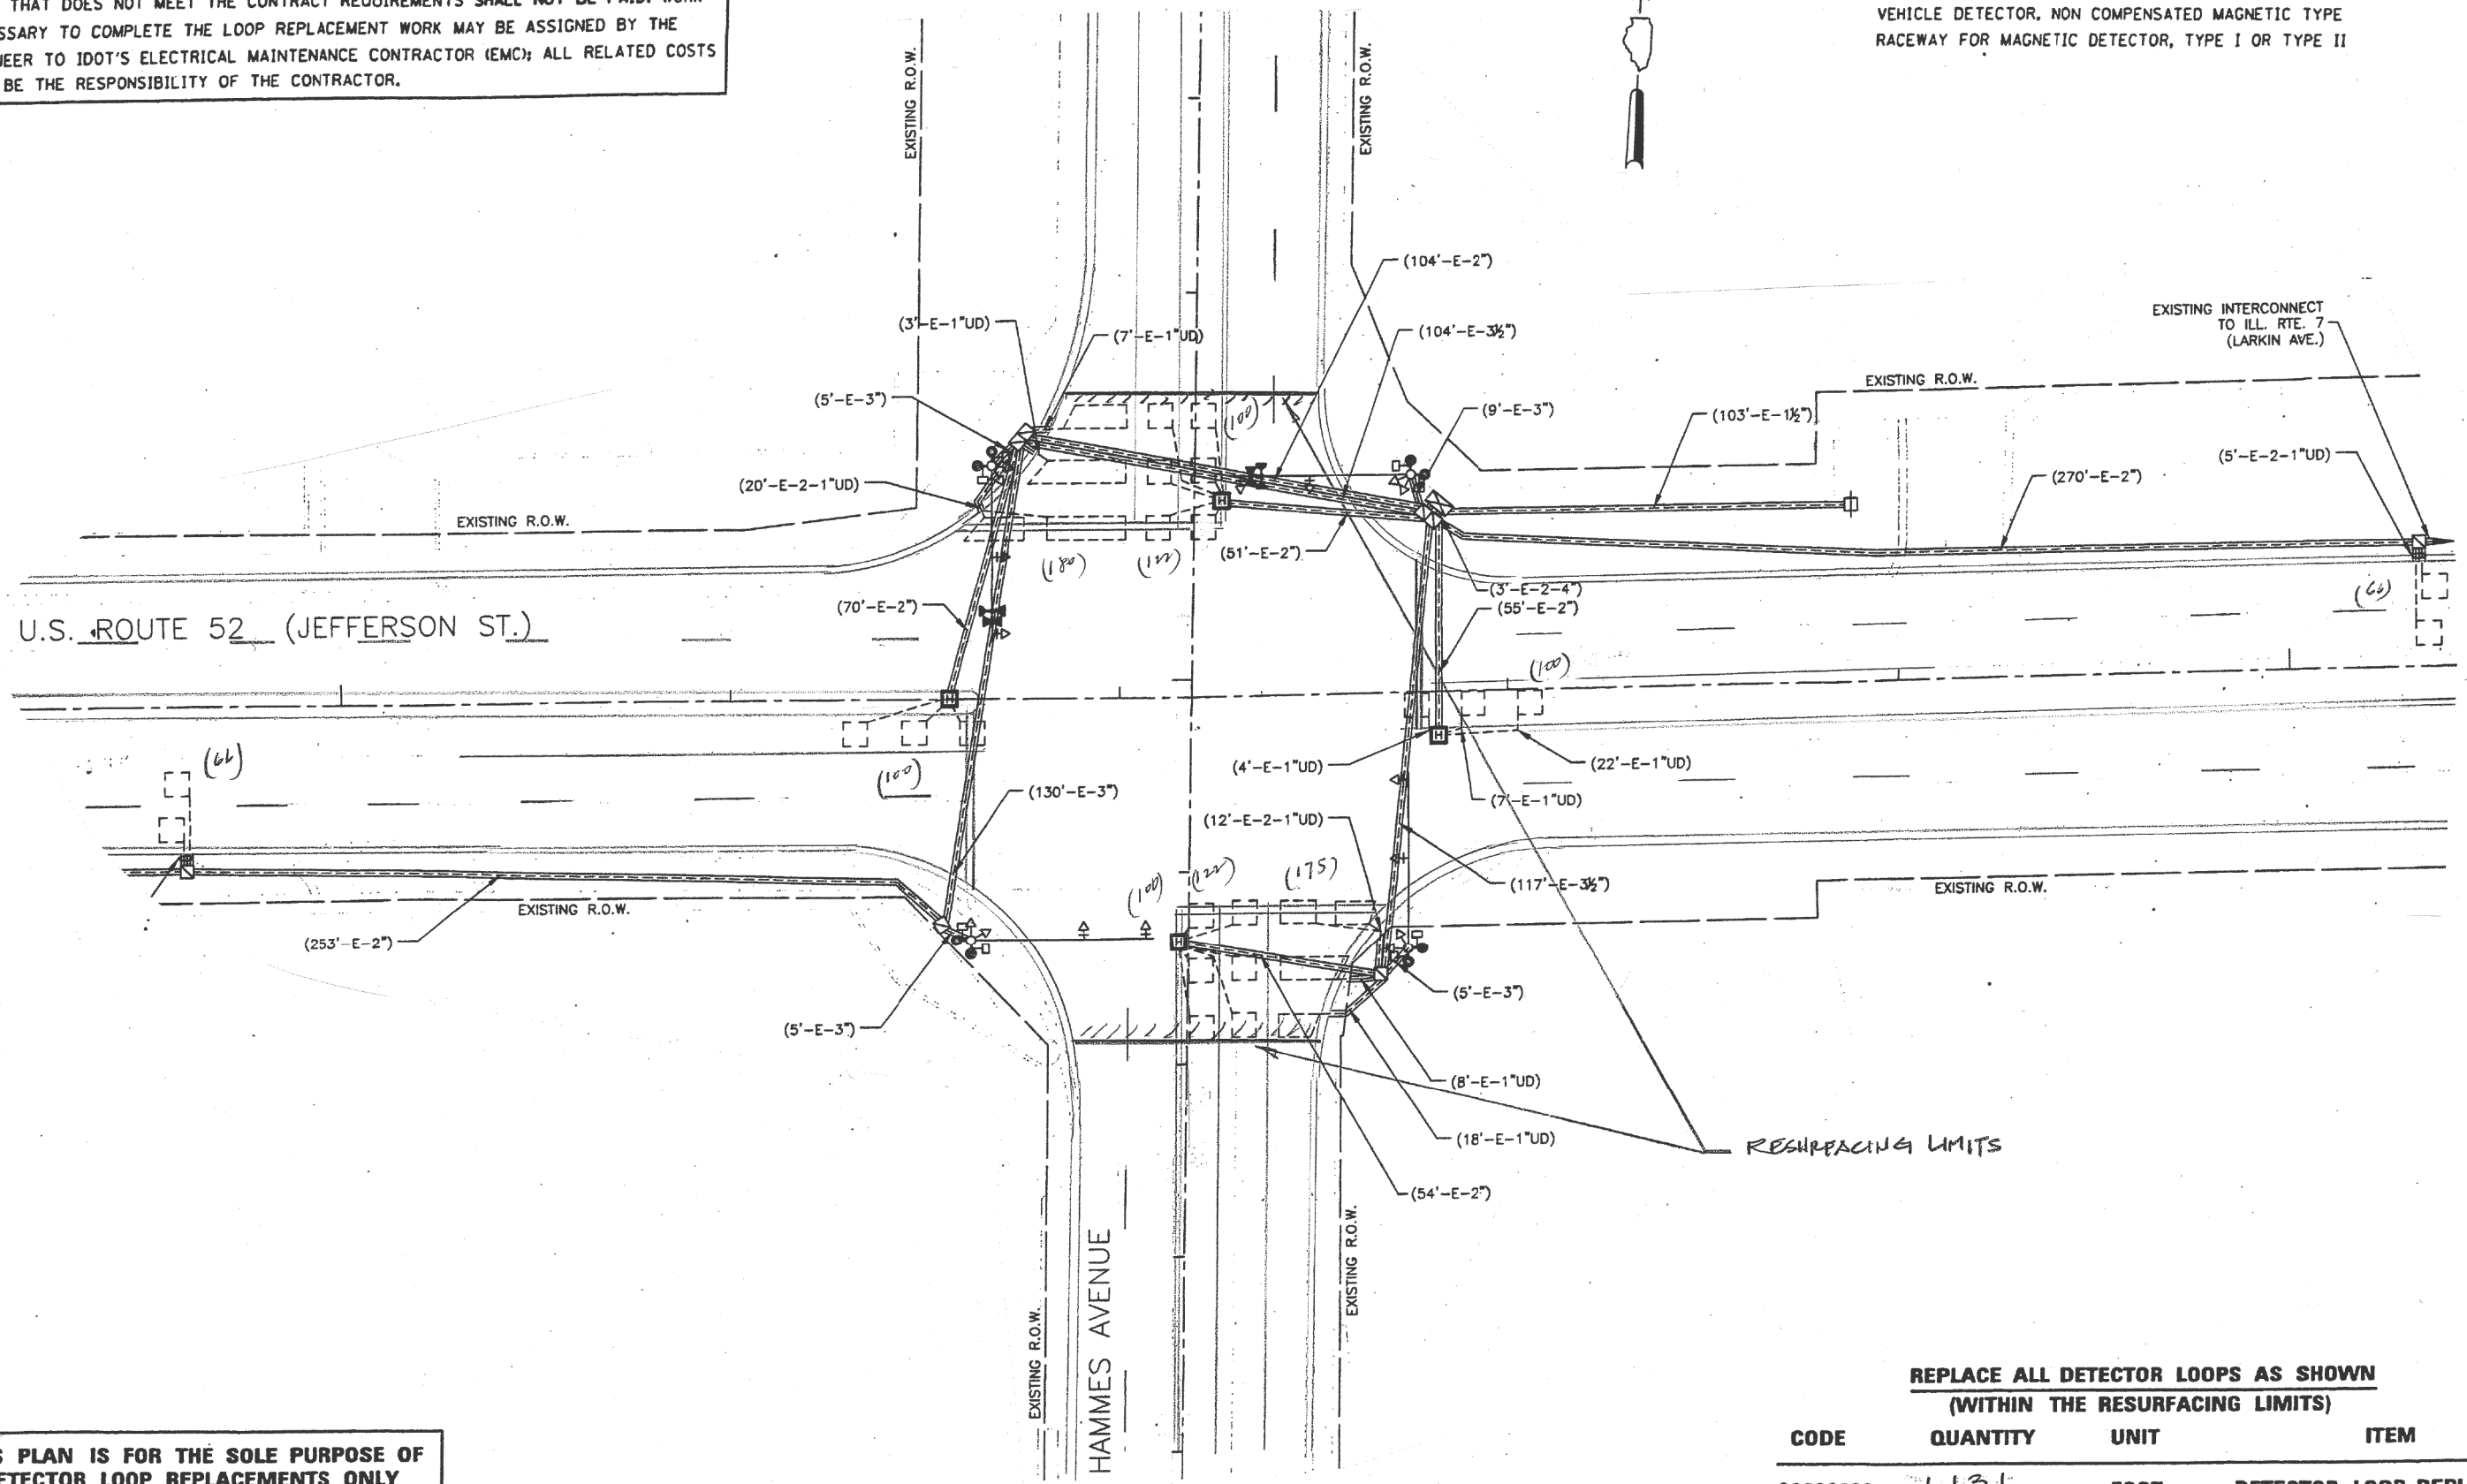 THAT DOES NOT MEET THE CONTRACT REQUIREMENTS SHALL NOT BE PAID. WORK
SSARY TO COMPLETE THE LOOP REPLACEMENT WORK MAY BE ASSIGNED BY THE
NEER TO IDOT'S ELECTRICAL MAINTENANCE CONTRACTOR (EMC); ALL RELATED COSTS
BE THE RESPONSIBILITY OF THE CONTRACTOR.
VEHICLE DETECTOR, NON COMPENSATED MAGNETIC TYPE
RACEWAY FOR MAGNETIC DETECTOR, TYPE I OR TYPE II
EXISTING R.O.W.
EXISTING R.O.W.
(104'-E-2")
(3'-E-1"UD)
(7'-E-1"UD)
(104'-E-3½")
EXISTING INTERCONNECT
TO ILL. RTE. 7
(LARKIN AVE.)
EXISTING R.O.W.
(5'-E-3")
(9'-E-3")
(103'-E-1½")
(100)
(20'-E-2-1"UD)
(270'-E-2")
(5'-E-2-1"UD)
EXISTING R.O.W.
(51'-E-2")
(180)
(3'-E-2-4")
(55'-E-2")
(70'-E-2")
(99)
U.S. ROUTE 52 (JEFFERSON ST.)
(100)
(99)
(100)
(4'-E-1"UD)
(22'-E-1"UD)
(7'-E-1"UD)
(130'-E-3")
(12'-E-2-1"UD)
(175)
(100)
(117'-E-3½")
EXISTING R.O.W.
EXISTING R.O.W.
(253'-E-2")
(5'-E-3")
(5'-E-3")
(8'-E-1"UD)
(18'-E-1"UD)
RESURFACING LIMITS
(54'-E-2")
EXISTING R.O.W.
EXISTING R.O.W.
HAMMES AVENUE
REPLACE ALL DETECTOR LOOPS AS SHOWN
(WITHIN THE RESURFACING LIMITS)
CODE QUANTITY UNIT ITEM
S PLAN IS FOR THE SOLE PURPOSE OF
ETECTOR LOOP REPLACEMENTS ONLY